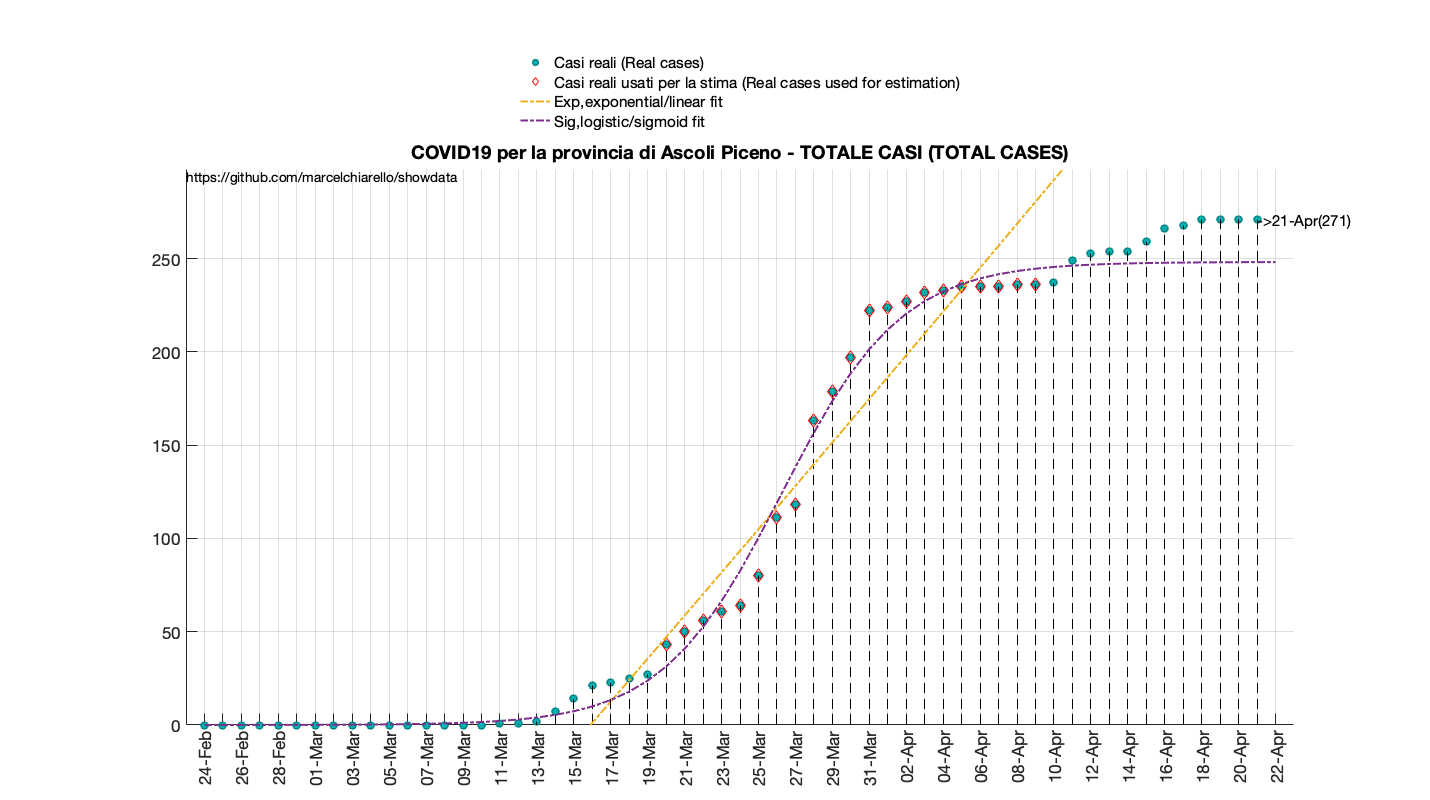 Casi reali (Real cases)
Casi reali usati per la stima (Real cases used for estimation)
Exp,exponential/linear fit
Sig,logistic/sigmoid fit
COVID19 per la provincia di Ascoli Piceno - TOTALE CASI (TOTAL CASES)
https://github.com/marcelchiarello/showdata
>21-Apr(271)
250
200
150
100
50
0
24-Feb
26-Feb
28-Feb
01-Mar
03-Mar
05-Mar
07-Mar
09-Mar
11-Mar
13-Mar
15-Mar
17-Mar
19-Mar
21-Mar
23-Mar
25-Mar
27-Mar
29-Mar
31-Mar
02-Apr
04-Apr
06-Apr
08-Apr
10-Apr
12-Apr
14-Apr
16-Apr
18-Apr
20-Apr
22-Apr